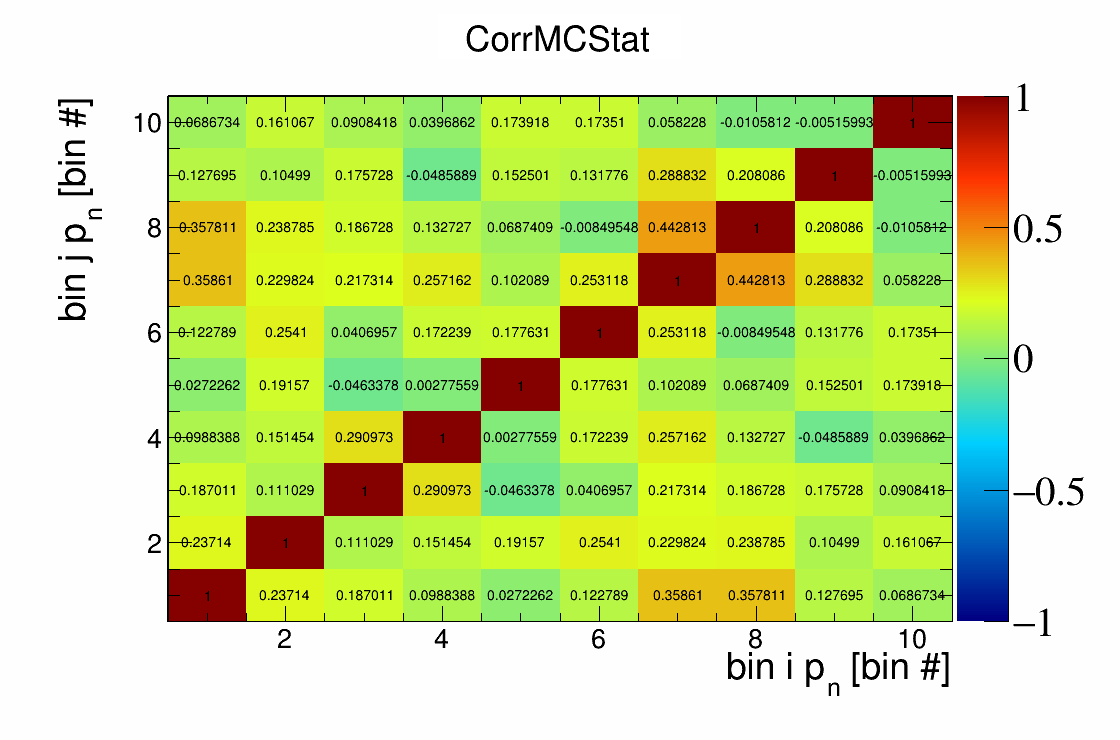 CorrMCStat
bin j p_n [bin #]
10 0.0686734 0.161067 0.0908418 0.0396862 0.173918 0.17351 0.058228 -0.0105812 -0.00515993 1 1
0.127695 0.10499 0.175728 -0.0485889 0.152501 0.131776 0.288832 0.208086 1 -0.00515993
8 0.357811 0.238785 0.186728 0.132727 0.0687409 -0.00849548 0.442813 1 0.208086 -0.0105812 0.5
0.35861 0.229824 0.217314 0.257162 0.102089 0.253118 1 0.442813 0.288832 0.058228
6 0.122789 0.2541 0.0406957 0.172239 0.177631 1 0.253118 -0.00849548 0.131776 0.17351 0
0.0272262 0.19157 -0.0463378 0.00277559 1 0.177631 0.102089 0.0687409 0.152501 0.173918
4 0.0988388 0.151454 0.290973 1 0.00277559 0.172239 0.257162 0.132727 -0.0485889 0.0396862
0.187011 0.111029 1 0.290973 -0.0463378 0.0406957 0.217314 0.186728 0.175728 0.0908418 −0.5
2 0.23714 1 0.111029 0.151454 0.19157 0.2541 0.229824 0.238785 0.10499 0.161067
1 0.23714 0.187011 0.0988388 0.0272262 0.122789 0.35861 0.357811 0.127695 0.0686734 −1
2 4 6 8 10
bin i p_n [bin #]